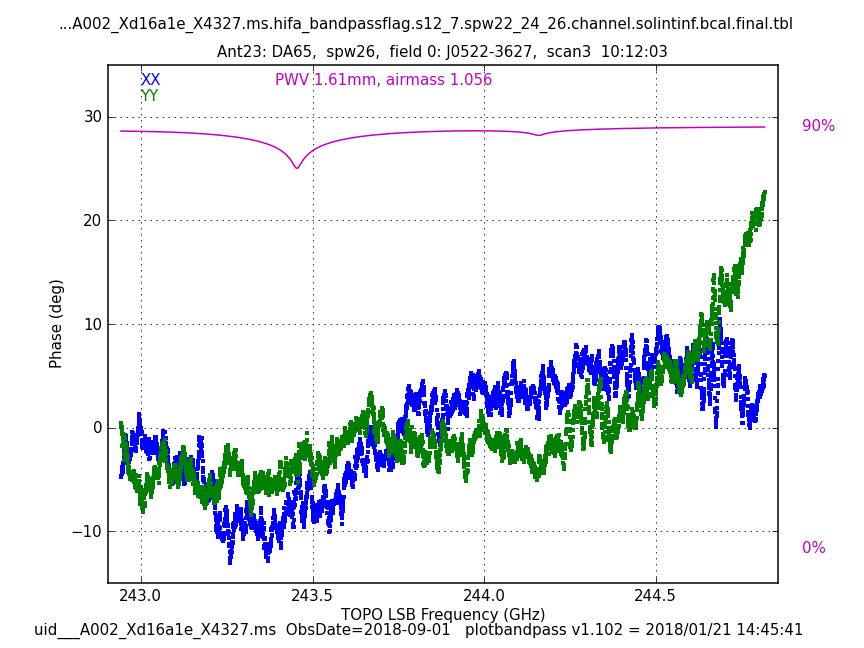 ...A002_Xd16a1e_X4327.ms.hifa_bandpassflag.s12_7.spw22_24_26.channel.solintinf.bcal.final.tbl
Ant23: DA65,  spw26,  field 0: J0522-3627,  scan3  10:12:03
XX
PWV 1.61mm, airmass 1.056
YY
30
90%
20
10
0
−10
0%
Phase (deg)
243.0
243.5
244.0
244.5
TOPO LSB Frequency (GHz)
uid___A002_Xd16a1e_X4327.ms  ObsDate=2018-09-01   plotbandpass v1.102 = 2018/01/21 14:45:41